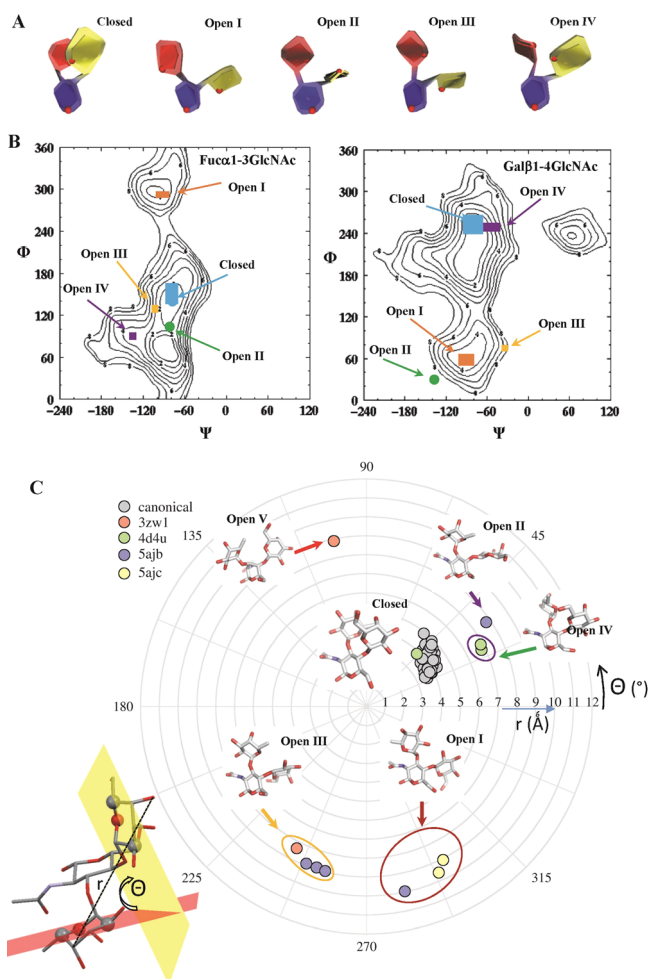 A
Closed
Open I
Open II
Open III
Open IV
B
Fucα1-3GlcNAc
Open I
Open III
Open IV
Closed
Open II
Φ
360
300
240
180
120
60
0
−240 −180 −120 −60 0 60 120
Ψ
Galβ1-4GlcNAc
Closed
Open IV
Open I
Open II
Open III
Φ
360
300
240
180
120
60
0
−240 −180 −120 −60 0 60 120
Ψ
C
canonical
3zw1
4d4u
5ajb
5ajc
90
135
45
180
225
270
315
Open V
Open II
Closed
Open IV
1 2 3 4 5 6 7 8 9 10 11 12
r (Å)
Θ (°)
Open III
Open I
r
Θ